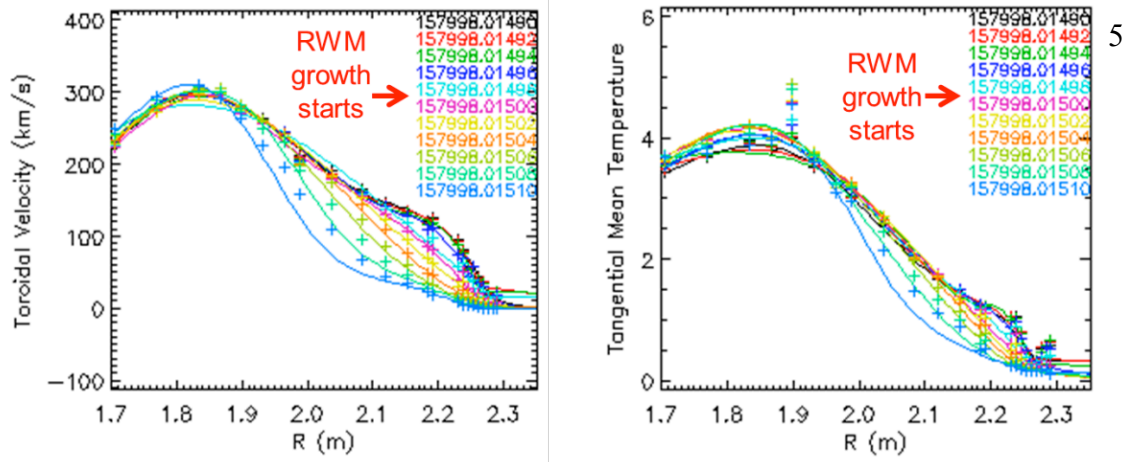 400
300
200
100
0
−100
Toroidal Velocity (km/s)
1.7 1.8 1.9 2.0 2.1 2.2 2.3
R (m)
RWM
growth
starts
157998.01490
157998.01492
157998.01494
157998.01496
157998.01498
157998.01500
157998.01502
157998.01504
157998.01506
157998.01508
157998.01510
6
4
2
0
Tangential Mean Temperature
1.7 1.8 1.9 2.0 2.1 2.2 2.3
R (m)
RWM
growth
starts
157998.01490
157998.01492
157998.01494
157998.01496
157998.01498
157998.01500
157998.01502
157998.01504
157998.01506
157998.01508
157998.01510
5